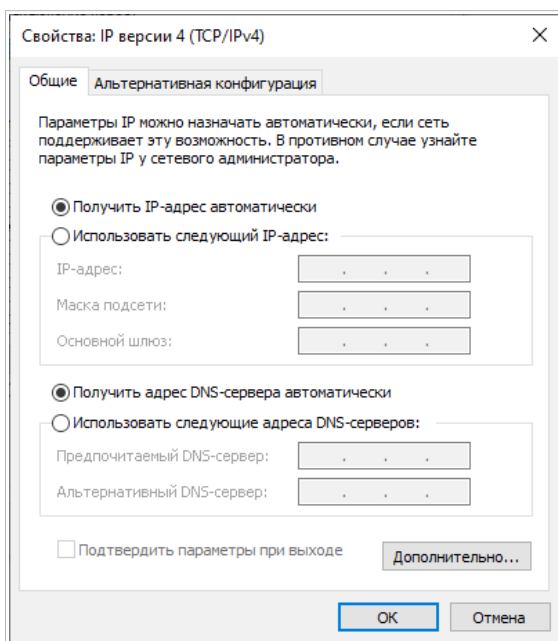 Свойства: IP версии 4 (TCP/IPv4)
Общие
Альтернативная конфигурация
Параметры IP можно назначать автоматически, если сеть
поддерживает эту возможность. В противном случае узнайте
параметры IP у сетевого администратора.
Получить IP-адрес автоматически
Использовать следующий IP-адрес:
IP-адрес:
Маска подсети:
Основной шлюз:
Получить адрес DNS-сервера автоматически
Использовать следующие адреса DNS-серверов:
Предпочитаемый DNS-сервер:
Альтернативный DNS-сервер:
Подтвердить параметры при выходе
Дополнительно...
ОК
Отмена